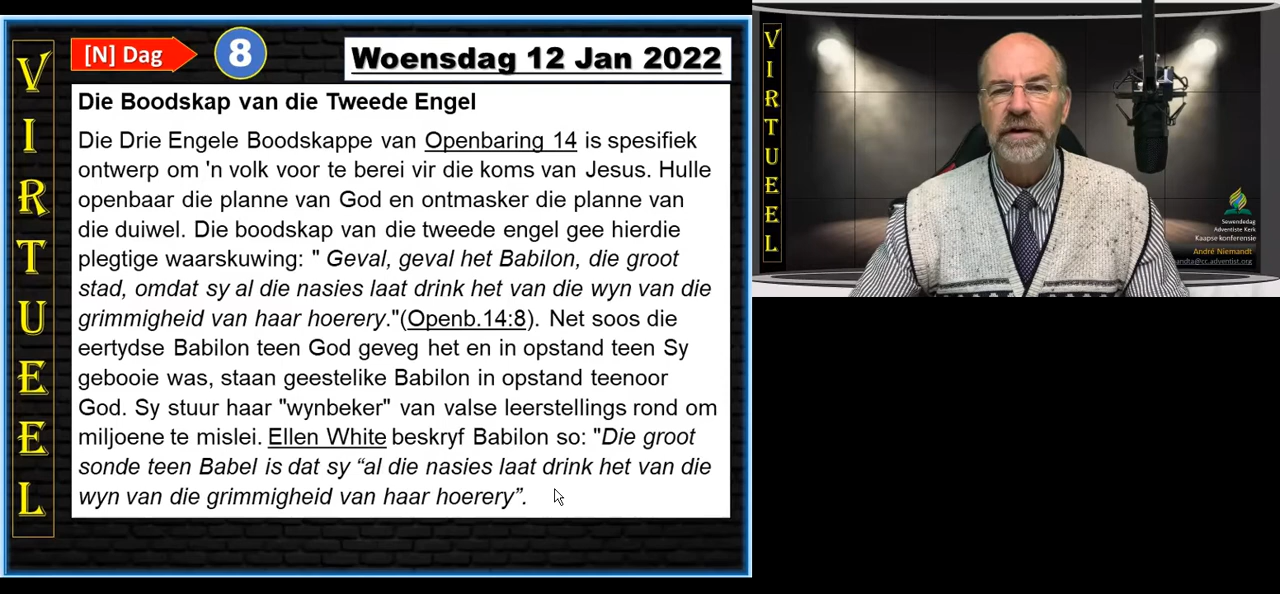 VIRTUEEL
[N] Dag
8
Woensdag 12 Jan 2022
Die Boodskap van die Tweede Engel
Die Drie Engele Boodskappe van Openbaring 14 is spesifiek
ontwerp om 'n volk voor te berei vir die koms van Jesus. Hulle
openbaar die planne van God en ontmasker die planne van
die duiwel. Die boodskap van die tweede engel gee hierdie
plegtige waarskuwing: " Geval, geval het Babilon, die groot
stad, omdat sy al die nasies laat drink het van die wyn van die
grimmigheid van haar hoerery."(Openb.14:8). Net soos die
eertydse Babilon teen God geveg het en in opstand teen Sy
gebooie was, staan geestelike Babilon in opstand teenoor
God. Sy stuur haar "wynbeker" van valse leerstellings rond om
miljoene te mislei. Ellen White beskryf Babilon so: "Die groot
sonde teen Babel is dat sy “al die nasies laat drink het van die
wyn van die grimmigheid van haar hoerery”.
VIRTUEEL
Sewendedag
Adventiste Kerk
Kaapse konferensie
André Niemandt
andta@cc.adventist.org